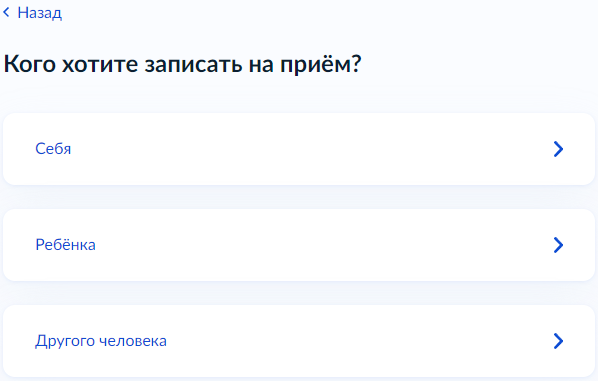 Назад
Кого хотите записать на приём?
Себя
Ребёнка
Другого человека